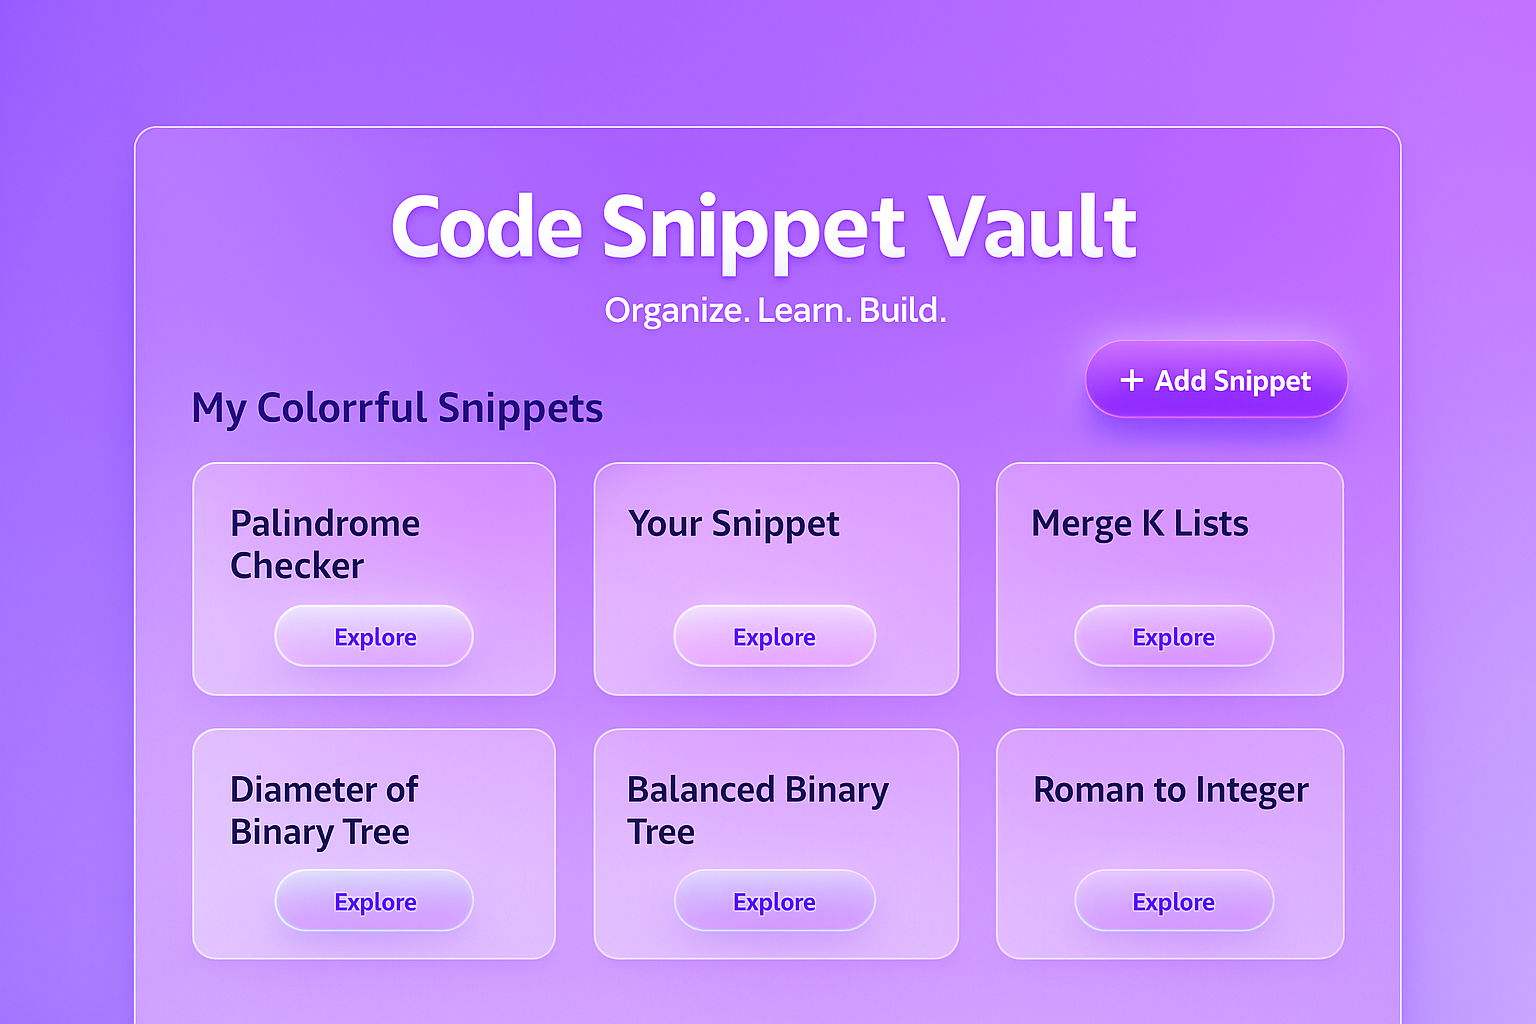 Code Snippet Vault
Organize. Learn. Build.
+ Add Snippet
My Colorrful Snippets
Palindrome
Checker
Explore
Your Snippet
Explore
Merge K Lists
Explore
Diameter of
Binary Tree
Explore
Balanced Binary
Tree
Explore
Roman to Integer
Explore